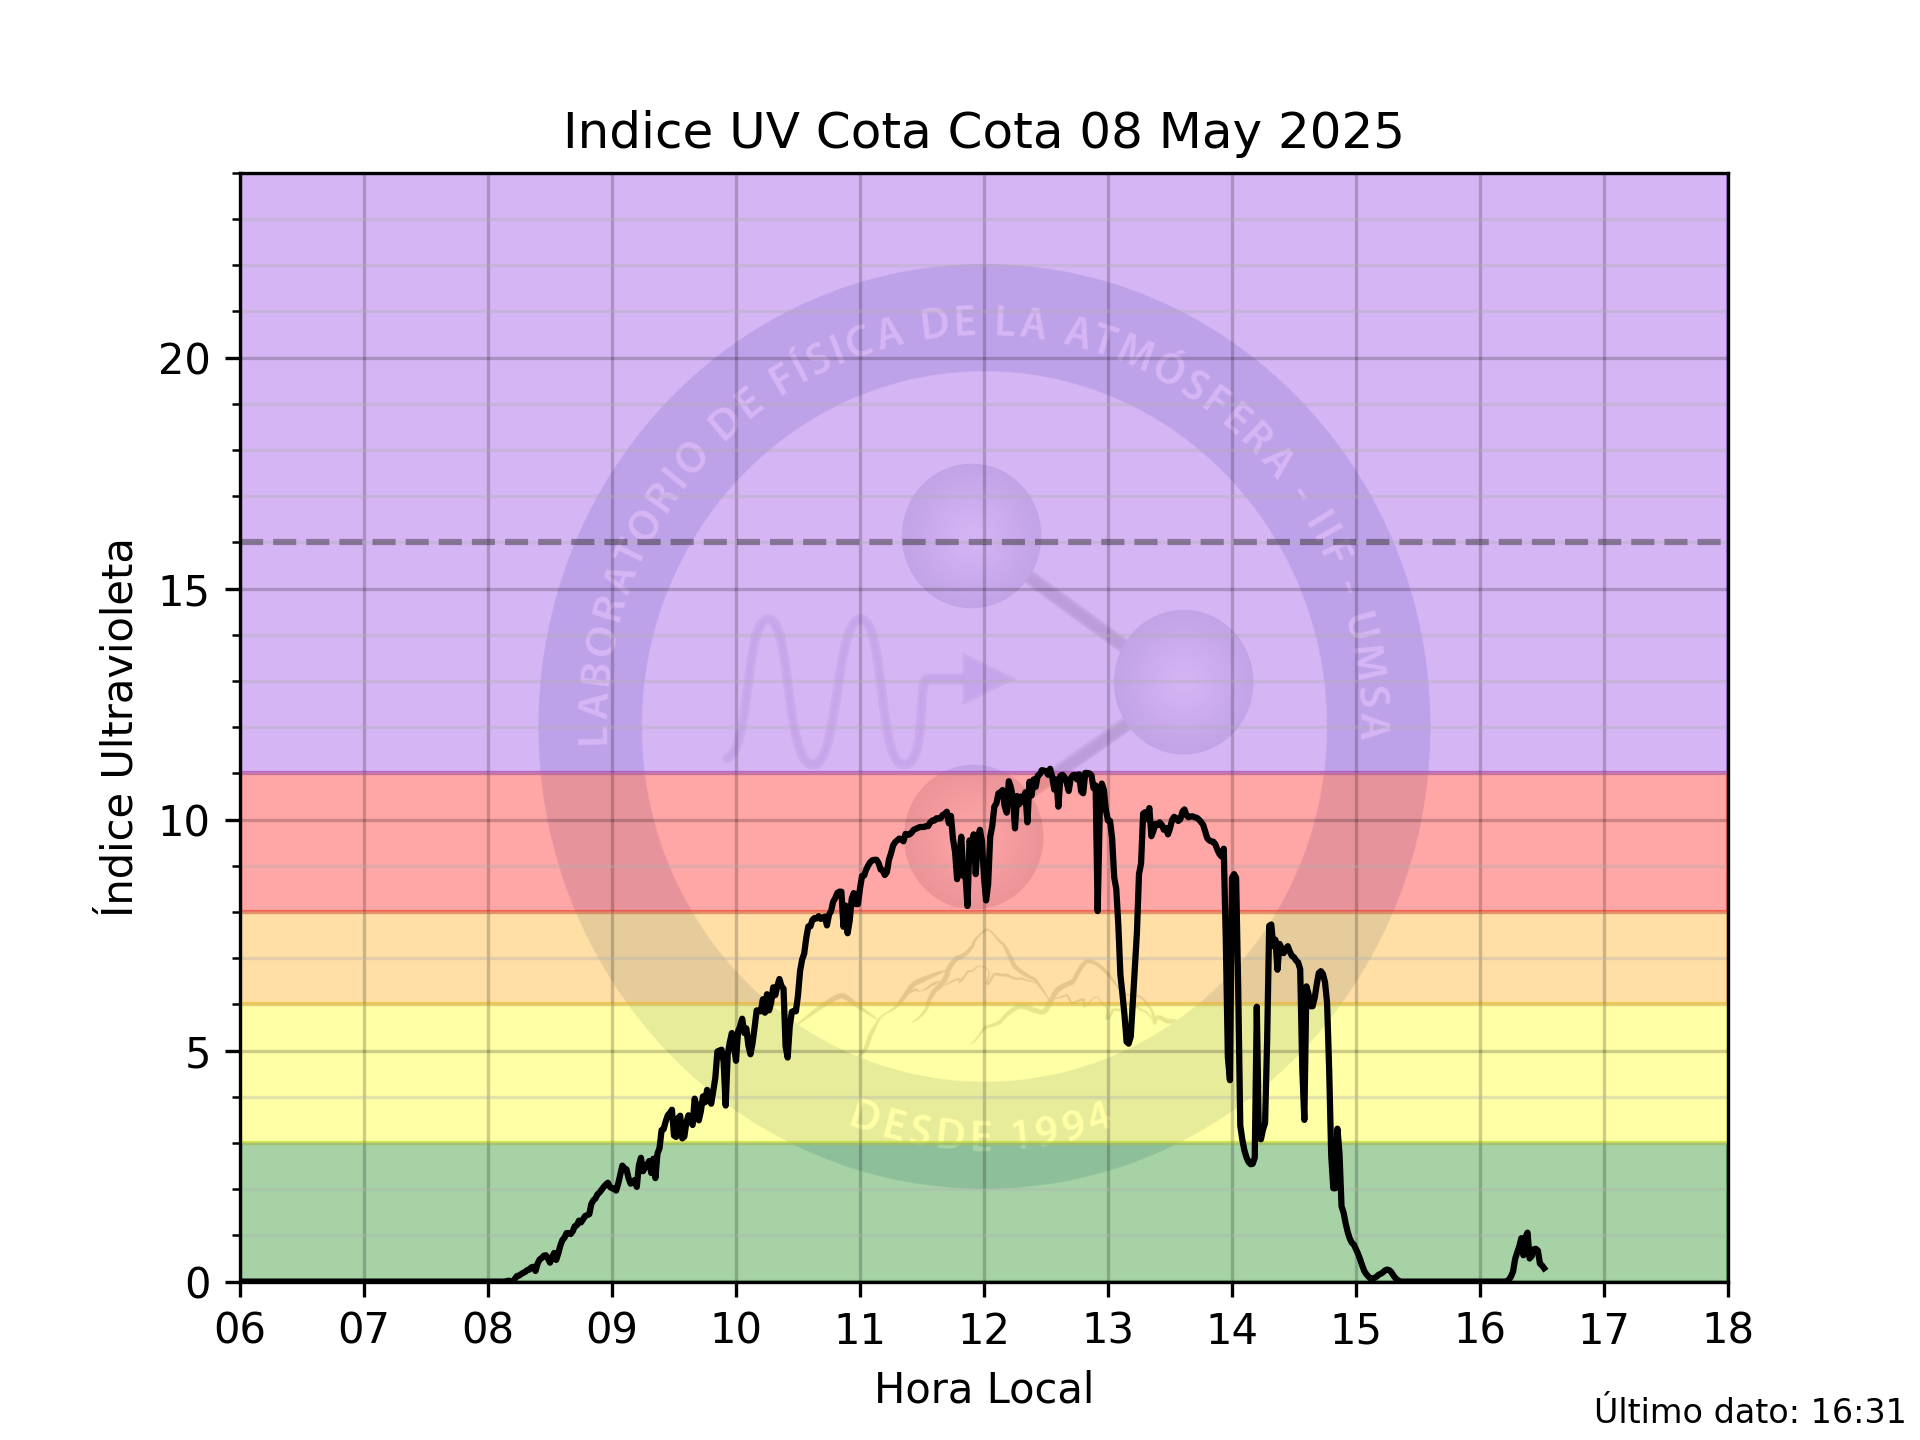 Indice UV Cota Cota 08 May 2025
Índice Ultravioleta
20
15
10
5
0
LABORATORIO DE FÍSICA DE LA ATMÓSFERA - IIF - UMSA
DESDE 1994
06 07 08 09 10 11 12 13 14 15 16 17 18
Hora Local
Último dato: 16:31